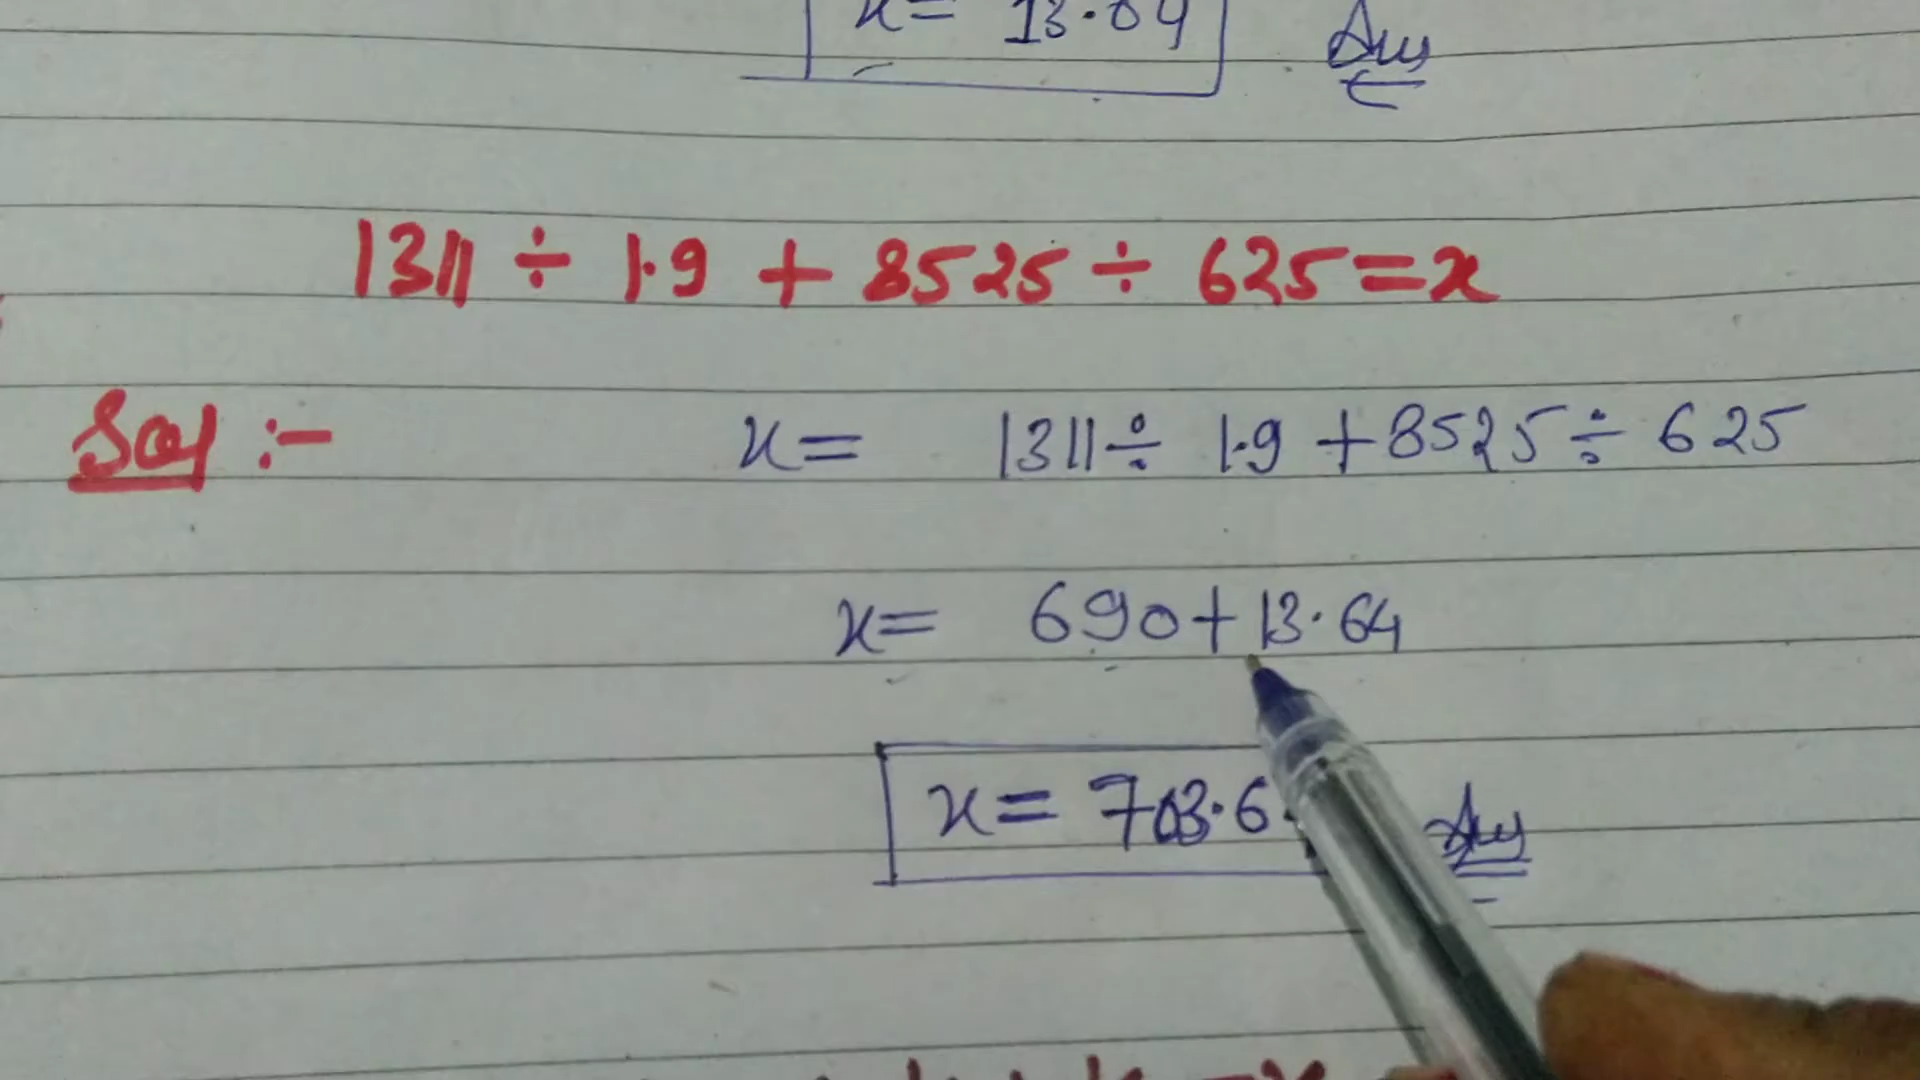 x= 13.04 Ans
1311 ÷ 1.9 + 8525 ÷ 625 = x
Sol :- x= 1311 ÷ 1.9 + 8525 ÷ 625
x= 690 + 13.64
x= 703.6 Ans